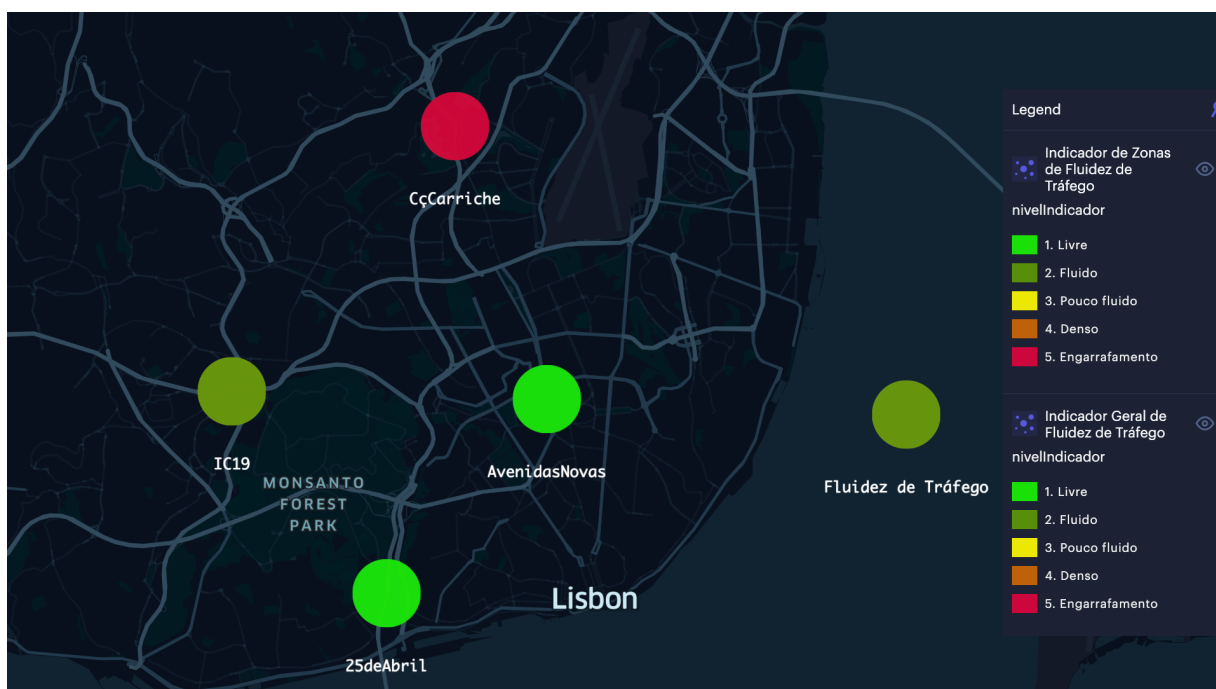 CçCarriche
IC19
MONSANTO
FOREST
PARK
AvenidasNovas
25deAbril
Lisbon
Fluidez de Tráfego
Legend
Indicador de Zonas
de Fluidez de
Tráfego
nivelIndicador
1. Livre
2. Fluido
3. Pouco fluido
4. Denso
5. Engarrafamento
Indicador Geral de
Fluidez de Tráfego
nivelIndicador
1. Livre
2. Fluido
3. Pouco fluido
4. Denso
5. Engarrafamento